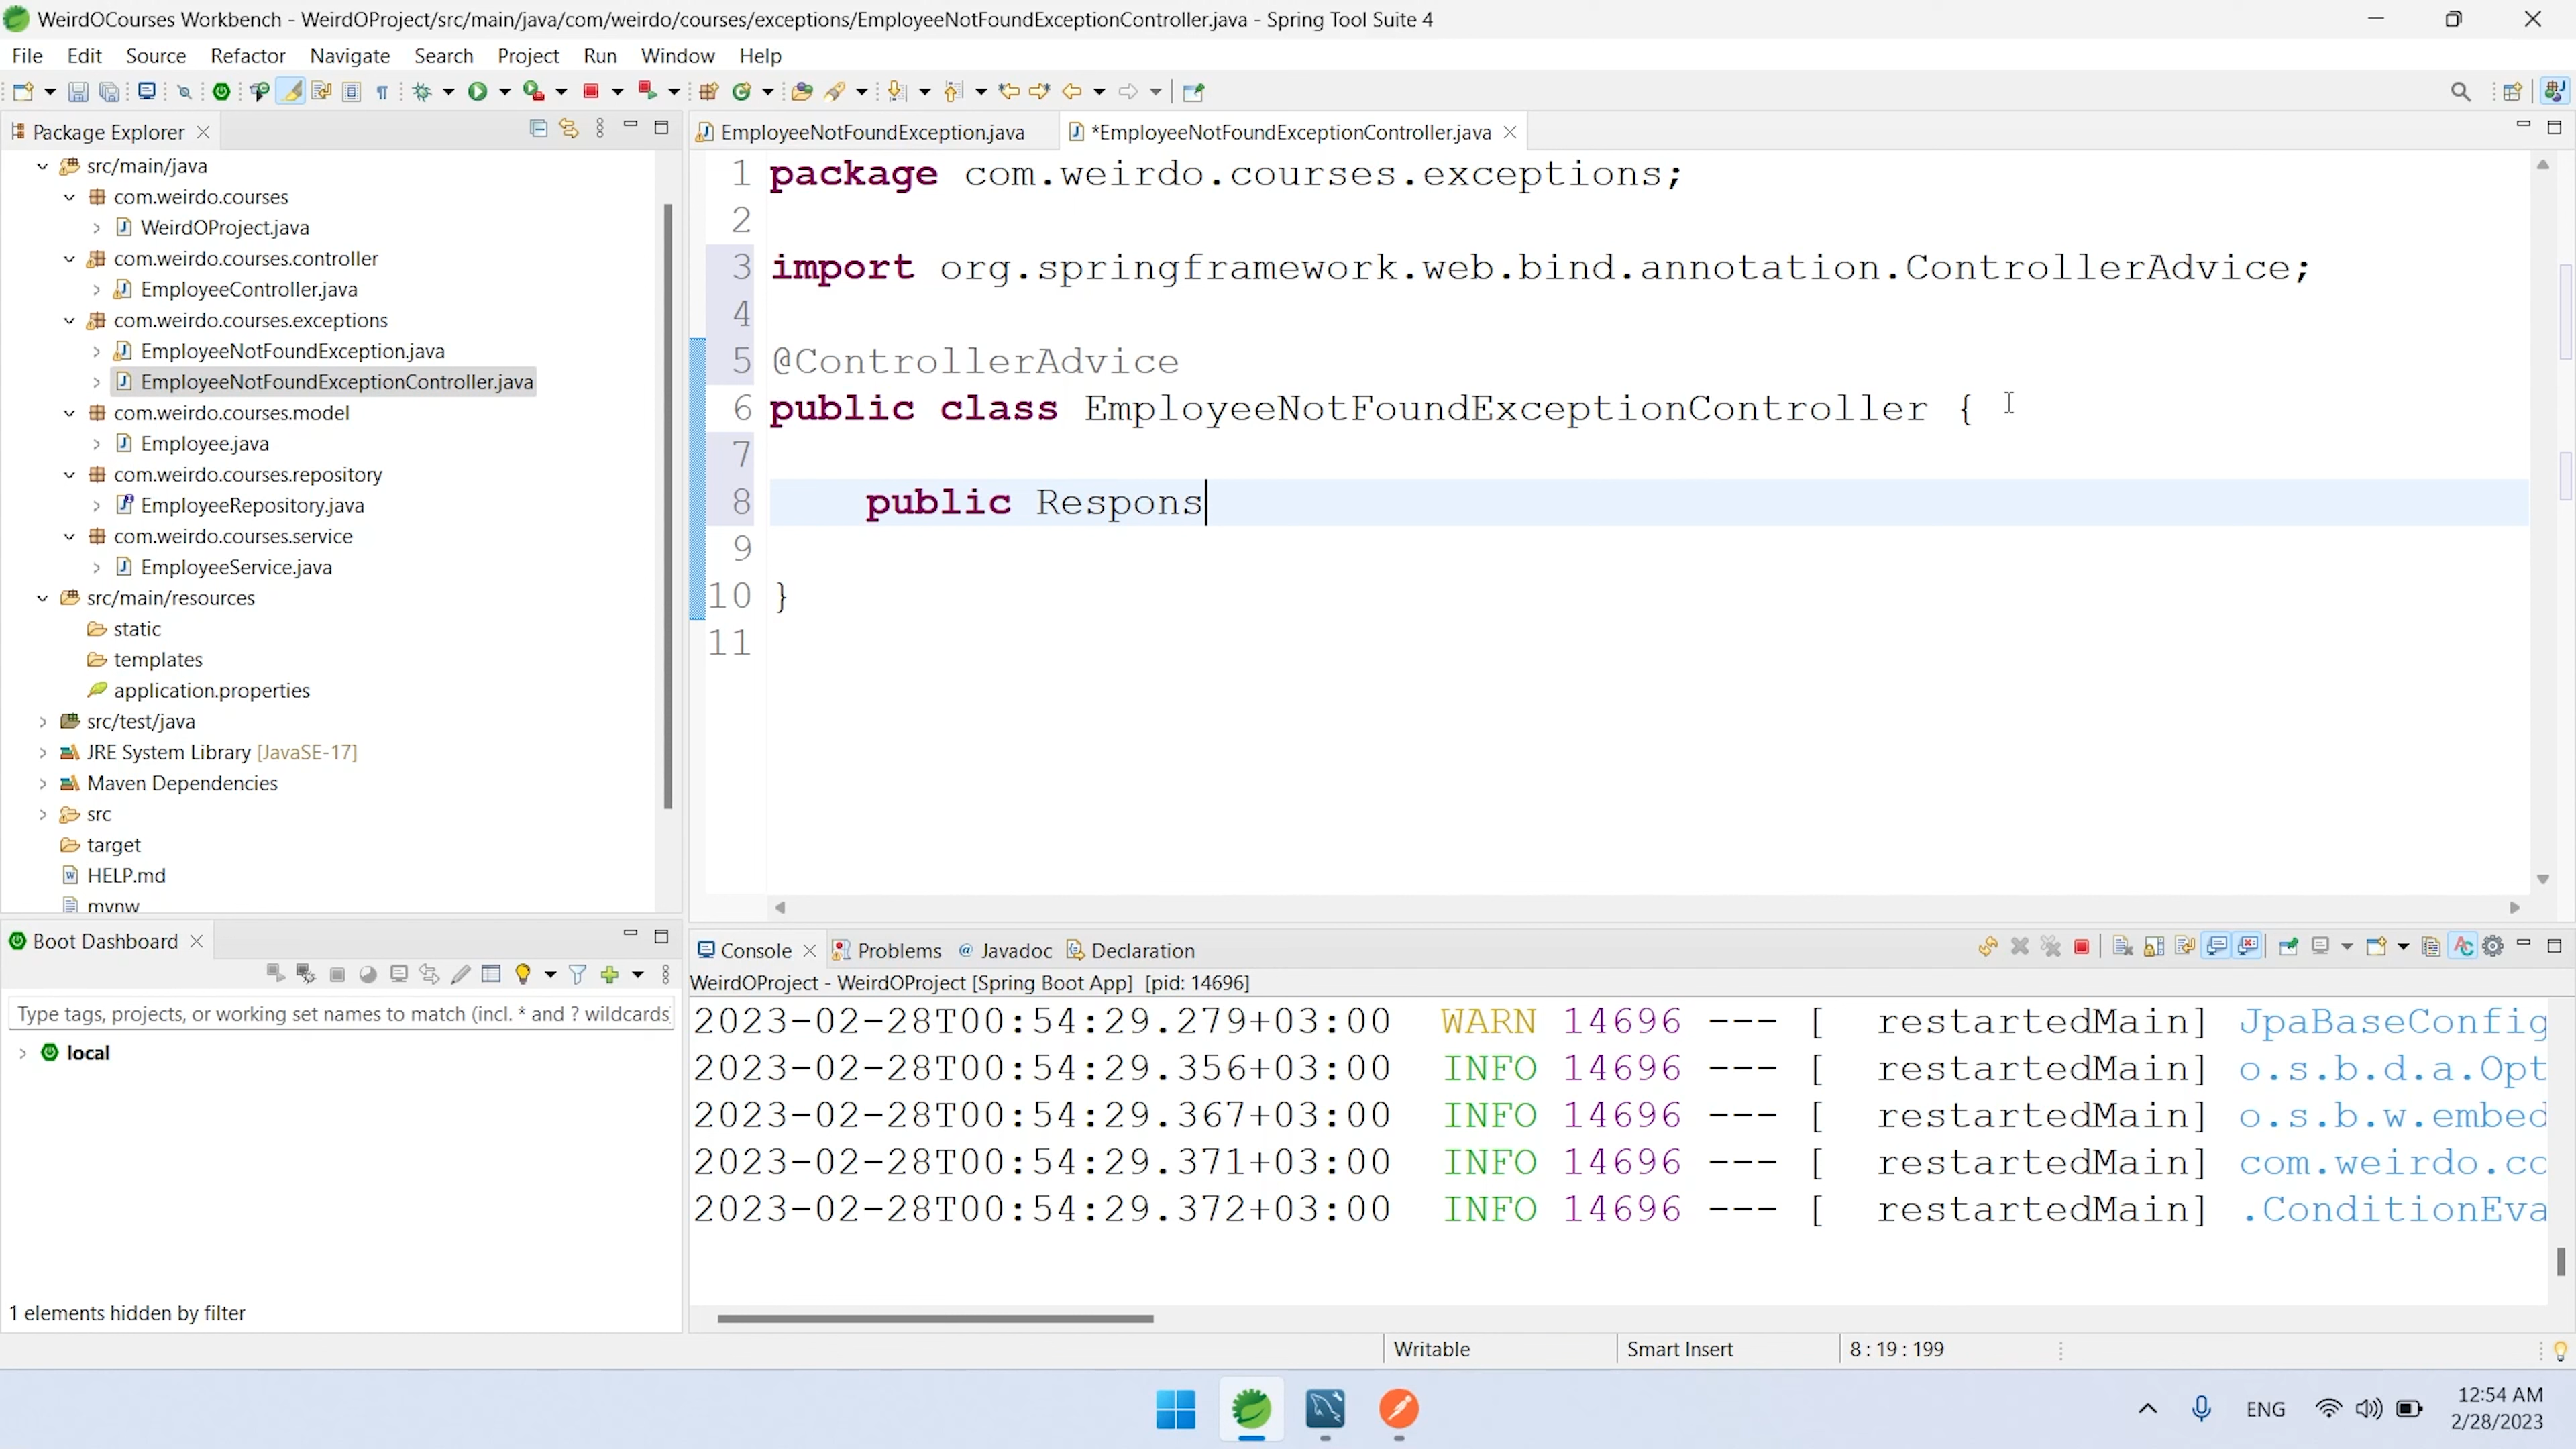 WeirdOCourses Workbench - WeirdOProject/src/main/java/com/weirdo/courses/exceptions/EmployeeNotFoundExceptionController.java - Spring Tool Suite 4
File Edit Source Refactor Navigate Search Project Run Window Help
Package Explorer
src/main/java
com.weirdo.courses
WeirdOProject.java
com.weirdo.courses.controller
EmployeeController.java
com.weirdo.courses.exceptions
EmployeeNotFoundException.java
EmployeeNotFoundExceptionController.java
com.weirdo.courses.model
Employee.java
com.weirdo.courses.repository
EmployeeRepository.java
com.weirdo.courses.service
EmployeeService.java
src/main/resources
static
templates
application.properties
src/test/java
JRE System Library [JavaSE-17]
Maven Dependencies
src
target
HELP.md
mvnw
EmployeeNotFoundException.java *EmployeeNotFoundExceptionController.java
1 package com.weirdo.courses.exceptions;
2
3 import org.springframework.web.bind.annotation.ControllerAdvice;
4
5 @ControllerAdvice
6 public class EmployeeNotFoundExceptionController {
7
8 public Respons
9
10 }
11
Boot Dashboard
Type tags, projects, or working set names to match (incl. * and ? wildcards
local
1 elements hidden by filter
Console Problems @ Javadoc Declaration
WeirdOProject - WeirdOProject [Spring Boot App] [pid: 14696]
2023-02-28T00:54:29.279+03:00 WARN 14696 --- [ restartedMain] JpaBaseConfig
2023-02-28T00:54:29.356+03:00 INFO 14696 --- [ restartedMain] o.s.b.d.a.Opt
2023-02-28T00:54:29.367+03:00 INFO 14696 --- [ restartedMain] o.s.b.w.embed
2023-02-28T00:54:29.371+03:00 INFO 14696 --- [ restartedMain] com.weirdo.co
2023-02-28T00:54:29.372+03:00 INFO 14696 --- [ restartedMain] .ConditionEva
Writable Smart Insert 8 : 19 : 199
ENG
12:54 AM
2/28/2023